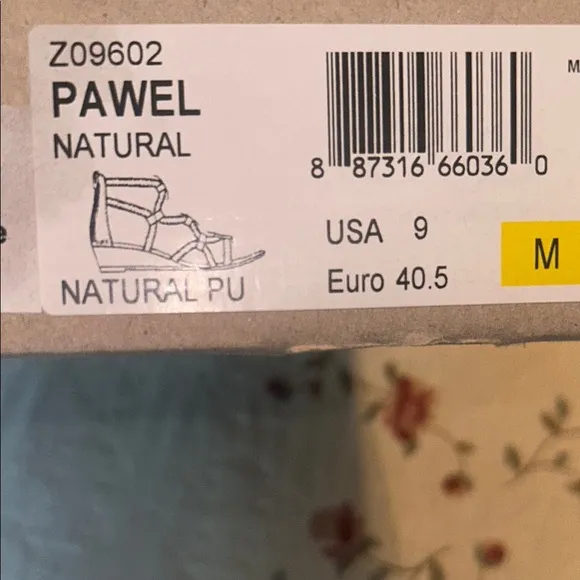 Z09602
PAWEL
NATURAL
NATURAL PU
8 87316 66036 0
USA 9
Euro 40.5
M
M